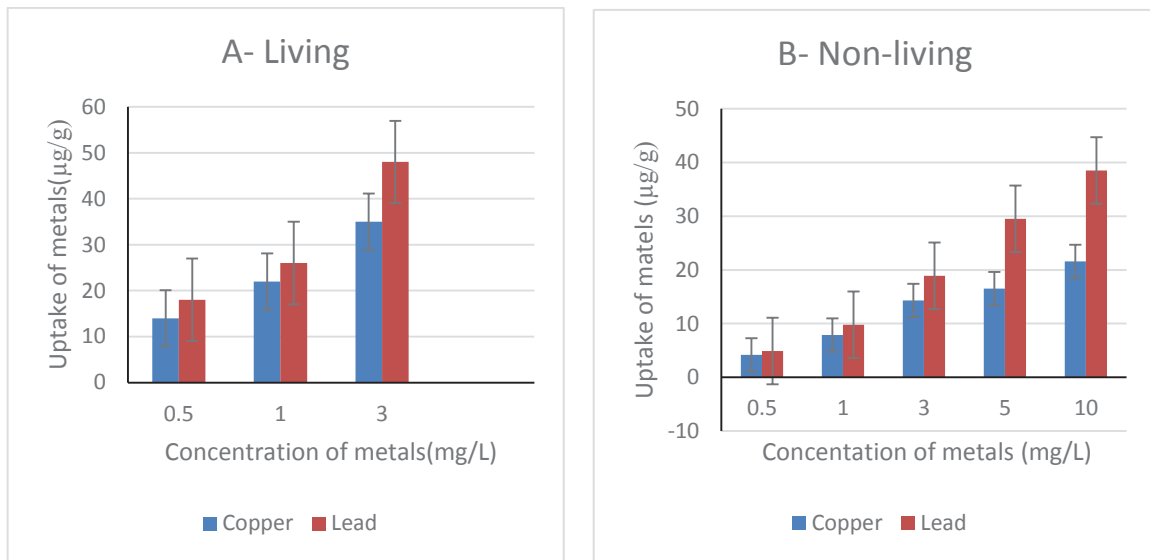 A- Living
60
50
40
30
20
10
0
Uptake of metals(µg/g)
0.5 1 3
Concentration of metals(mg/L)
Copper Lead
B- Non-living
50
40
30
20
10
0
-10
Uptake of matels (µg/g)
0.5 1 3 5 10
Concentation of metals (mg/L)
Copper Lead